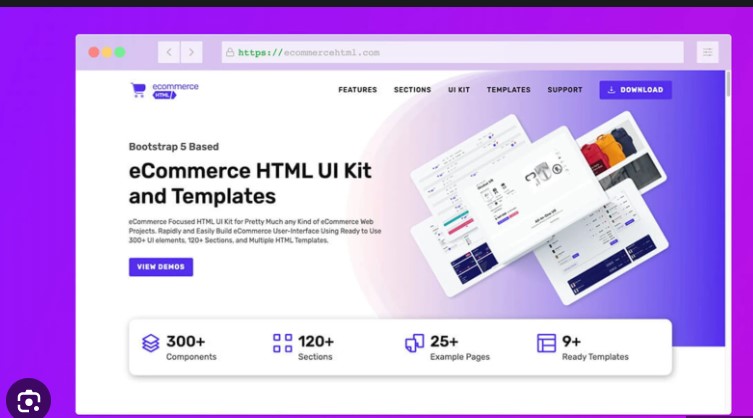 https://ecommercehtml.com
ecommerce
HTML
FEATURES SECTIONS UI KIT TEMPLATES SUPPORT DOWNLOAD
Bootstrap 5 Based
eCommerce HTML UI Kit
and Templates
eCommerce Focused HTML UI Kit for Pretty Much any Kind of eCommerce Web
Projects. Rapidly and Easily Build eCommerce User-Interface Using Ready to Use
300+ UI elements, 120+ Sections, and Multiple HTML Templates.
VIEW DEMOS
300+ 120+ 25+ 9+
Components Sections Example Pages Ready Templates